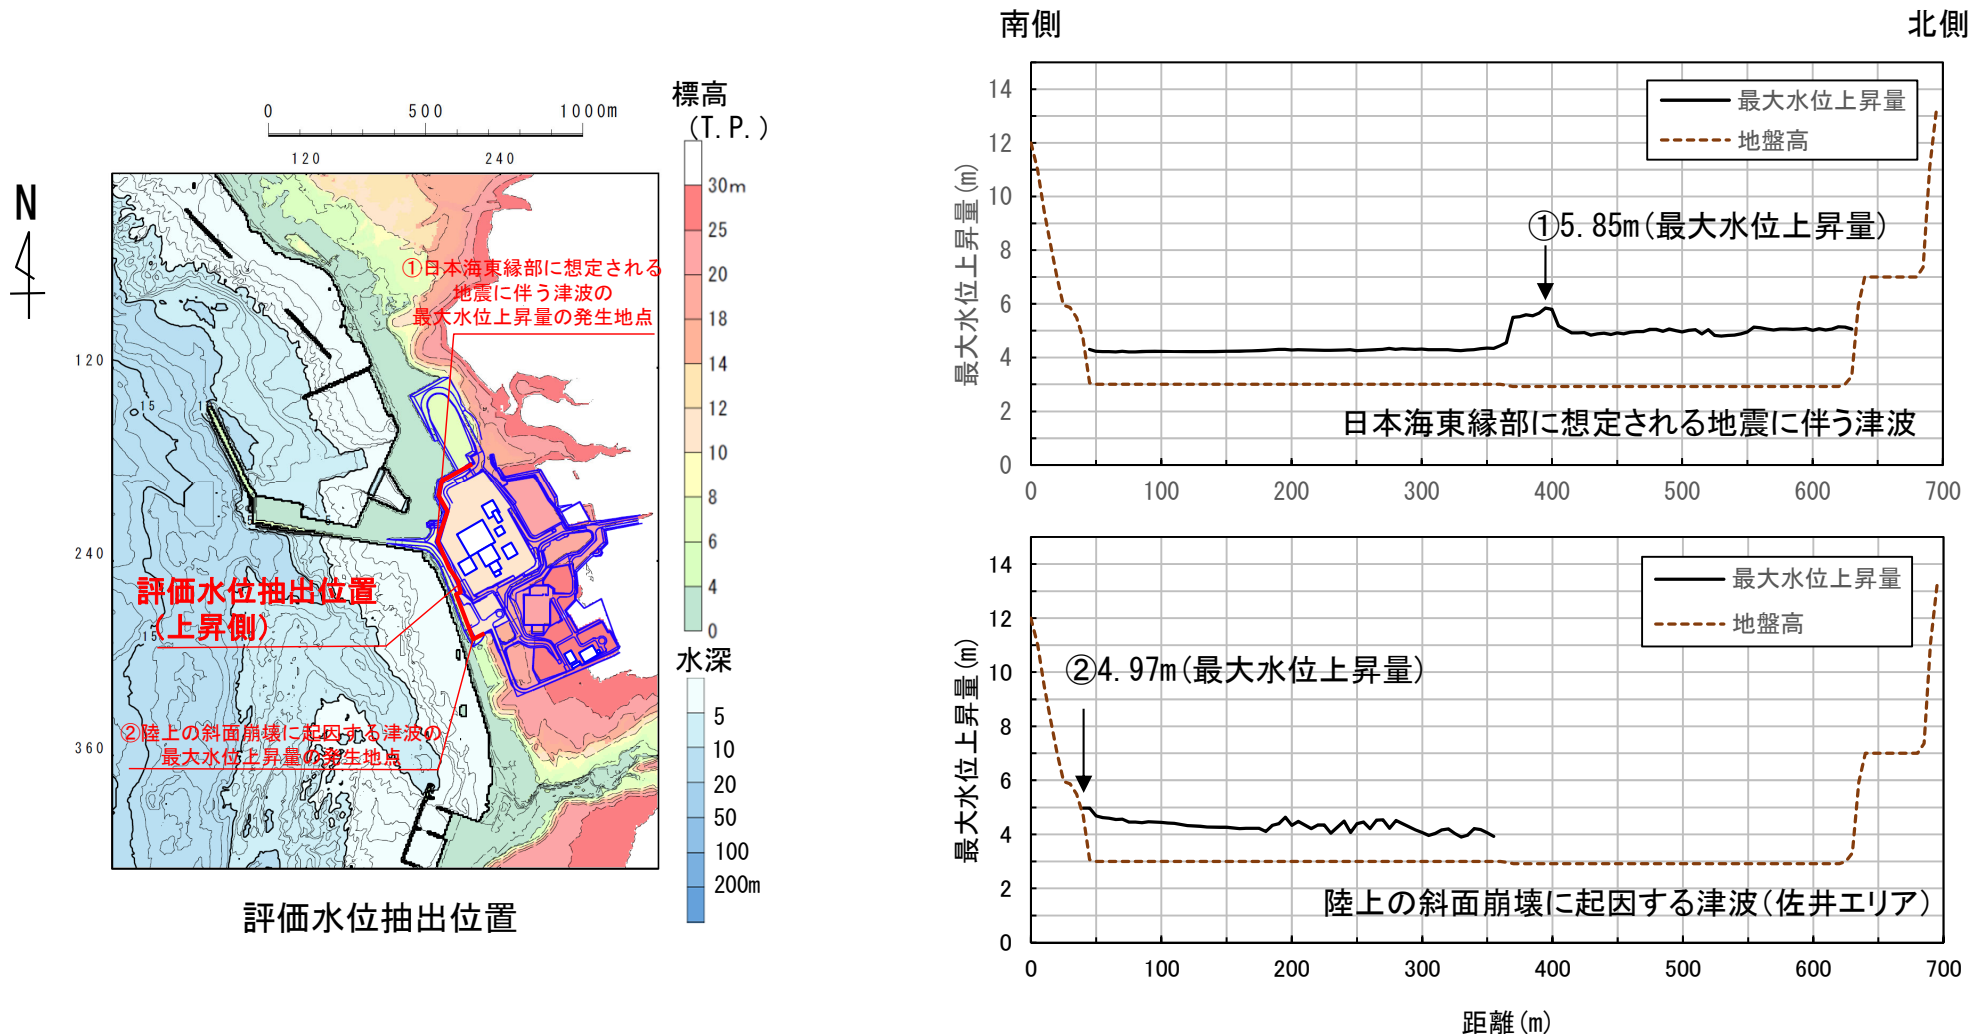 南側
北側
0 500 1000m
標高
(T.P.)
120 240
30m
25
20
18
14
12
10
8
6
4
0
水深
5
10
20
50
100
200m
N
120
240
360
15
15
①日本海東縁部に想定される
地震に伴う津波の
最大水位上昇量の発生地点
評価水位抽出位置
(上昇側)
②陸上の斜面崩壊に起因する津波の
最大水位上昇量の発生地点
評価水位抽出位置
最大水位上昇量(m)
14
12
10
8
6
4
2
0
最大水位上昇量
地盤高
①5.85m(最大水位上昇量)
日本海東縁部に想定される地震に伴う津波
0 100 200 300 400 500 600 700
最大水位上昇量(m)
14
12
10
8
6
4
2
0
最大水位上昇量
地盤高
②4.97m(最大水位上昇量)
陸上の斜面崩壊に起因する津波(佐井エリア)
0 100 200 300 400 500 600 700
距離(m)